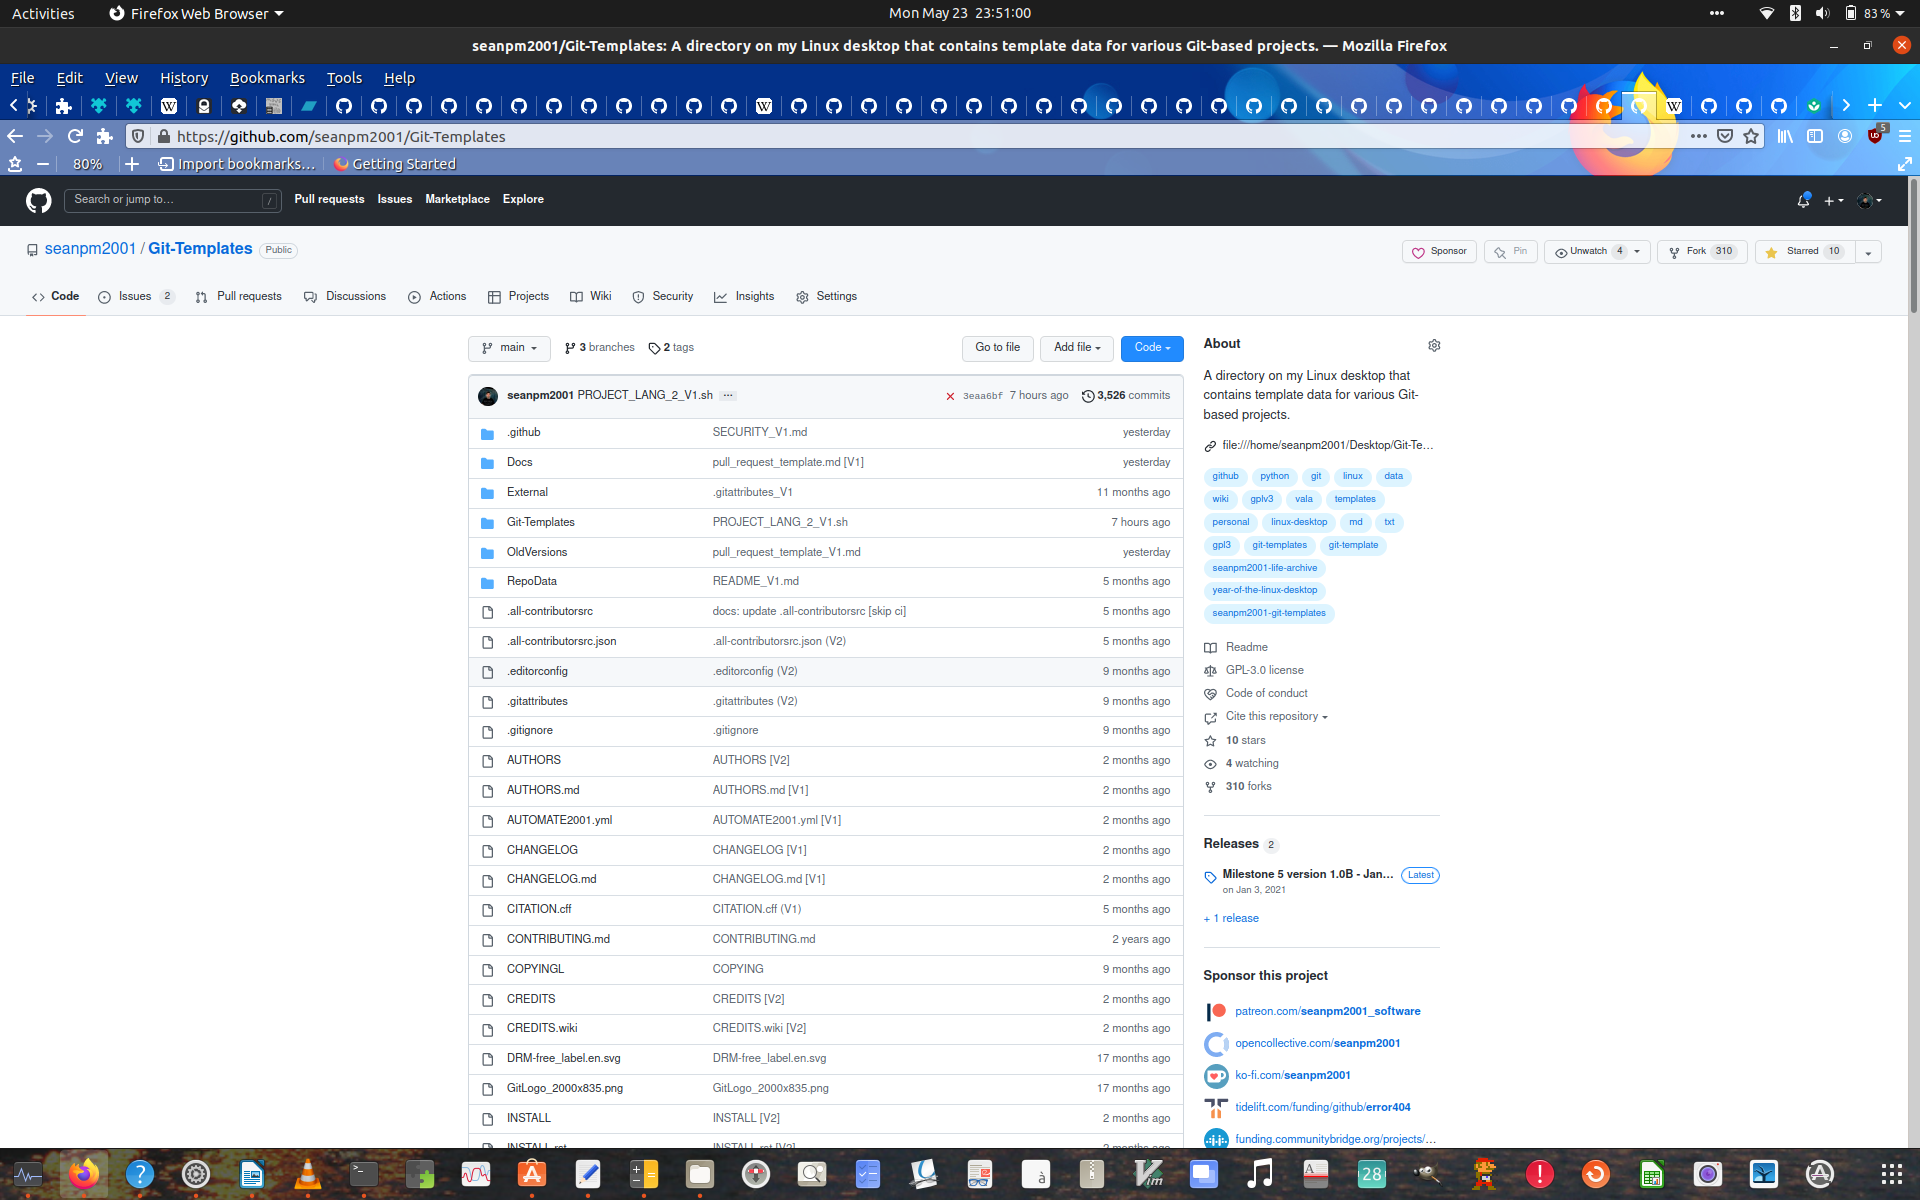 Activities
Firefox Web Browser
Mon May 23 23:51:00
83 %
seanpm2001/Git-Templates: A directory on my Linux desktop that contains template data for various Git-based projects. — Mozilla Firefox
File Edit View History Bookmarks Tools Help
https://github.com/seanpm2001/Git-Templates
5
80%
Import bookmarks...
Getting Started
Search or jump to... /
Pull requests Issues Marketplace Explore
seanpm2001 / Git-Templates Public
Sponsor Pin Unwatch 4 Fork 310 Starred 10
Code Issues 2 Pull requests Discussions Actions Projects Wiki Security Insights Settings
main 3 branches 2 tags Go to file Add file Code
seanpm2001 PROJECT_LANG_2_V1.sh ... 3eaa6bf 7 hours ago 3,526 commits
.github SECURITY_V1.md yesterday
Docs pull_request_template.md [V1] yesterday
External .gitattributes_V1 11 months ago
Git-Templates PROJECT_LANG_2_V1.sh 7 hours ago
OldVersions pull_request_template_V1.md yesterday
RepoData README_V1.md 5 months ago
.all-contributorsrc docs: update .all-contributorsrc [skip ci] 5 months ago
.all-contributorsrc.json .all-contributorsrc.json (V2) 5 months ago
.editorconfig .editorconfig (V2) 9 months ago
.gitattributes .gitattributes (V2) 9 months ago
.gitignore .gitignore 9 months ago
AUTHORS AUTHORS [V2] 2 months ago
AUTHORS.md AUTHORS.md [V1] 2 months ago
AUTOMATE2001.yml AUTOMATE2001.yml [V1] 2 months ago
CHANGELOG CHANGELOG [V1] 2 months ago
CHANGELOG.md CHANGELOG.md [V1] 2 months ago
CITATION.cff CITATION.cff (V1) 5 months ago
CONTRIBUTING.md CONTRIBUTING.md 2 years ago
COPYINGL COPYING 9 months ago
CREDITS CREDITS [V2] 2 months ago
CREDITS.wiki CREDITS.wiki [V2] 2 months ago
DRM-free_label.en.svg DRM-free_label.en.svg 17 months ago
GitLogo_2000x835.png GitLogo_2000x835.png 17 months ago
INSTALL INSTALL [V2] 2 months ago
INSTALL.rst INSTALL.rst [V2] 2 months ago
About
A directory on my Linux desktop that
contains template data for various Git-
based projects.
file:///home/seanpm2001/Desktop/Git-Te...
github python git linux data
wiki gplv3 vala templates
personal linux-desktop md txt
gpl3 git-templates git-template
seanpm2001-life-archive
year-of-the-linux-desktop
seanpm2001-git-templates
Readme
GPL-3.0 license
Code of conduct
Cite this repository
10 stars
4 watching
310 forks
Releases 2
Milestone 5 version 1.0B - Jan... Latest
on Jan 3, 2021
+ 1 release
Sponsor this project
patreon.com/seanpm2001_software
opencollective.com/seanpm2001
ko-fi.com/seanpm2001
tidelift.com/funding/github/error404
funding.communitybridge.org/projects/...
28